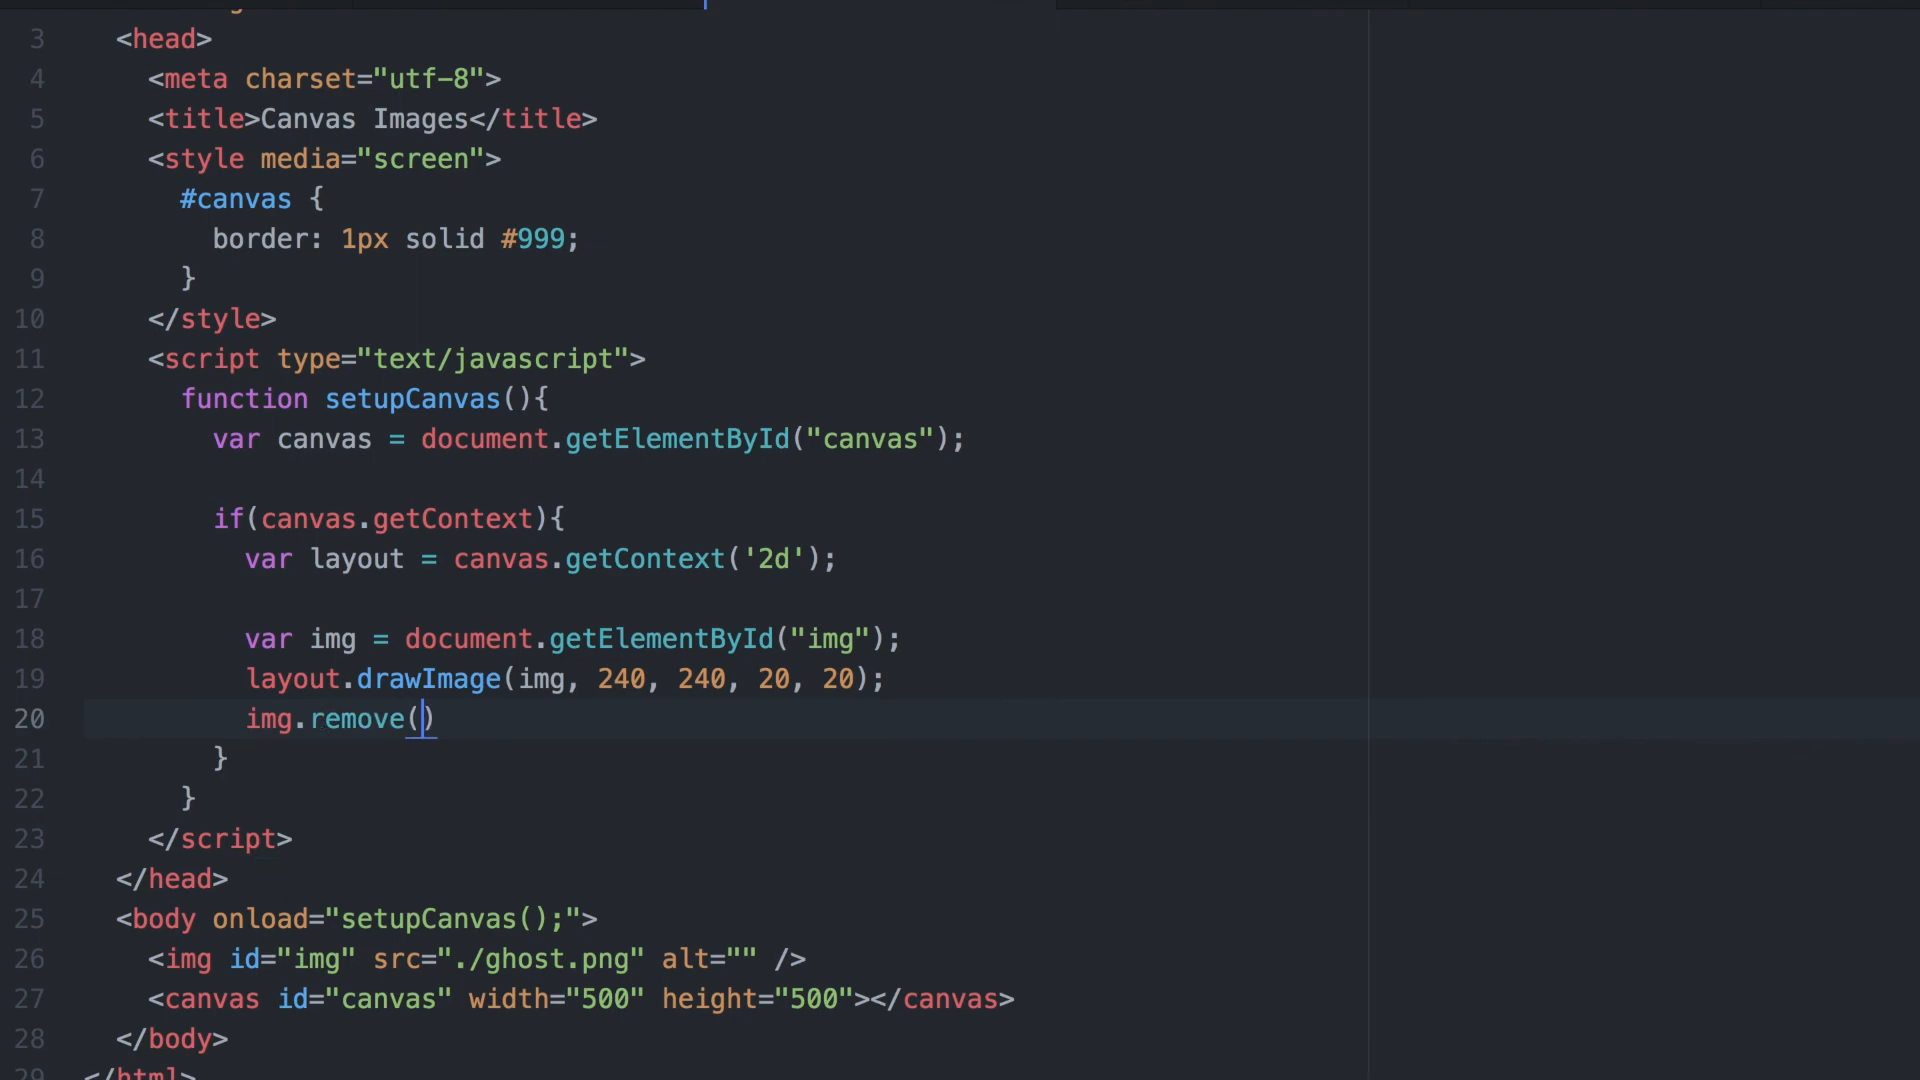 3 <head>
4 <meta charset="utf-8">
5 <title>Canvas Images</title>
6 <style media="screen">
7 #canvas {
8 border: 1px solid #999;
9 }
10 </style>
11 <script type="text/javascript">
12 function setupCanvas(){
13 var canvas = document.getElementById("canvas");
14
15 if(canvas.getContext){
16 var layout = canvas.getContext('2d');
17
18 var img = document.getElementById("img");
19 layout.drawImage(img, 240, 240, 20, 20);
20 img.remove()
21 }
22 }
23 </script>
24 </head>
25 <body onload="setupCanvas();">
26 <img id="img" src="./ghost.png" alt="" />
27 <canvas id="canvas" width="500" height="500"></canvas>
28 </body>
29 </html>